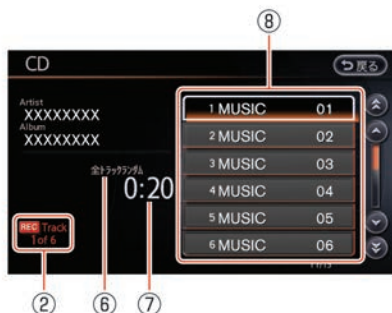 ⑧
CD
戻る
Artist
XXXXXXXX
Album
XXXXXXXX
全トラックランダム
0:20
REC Track
1 of 6
1 MUSIC 01
2 MUSIC 02
3 MUSIC 03
4 MUSIC 04
5 MUSIC 05
6 MUSIC 06
② ⑥ ⑦